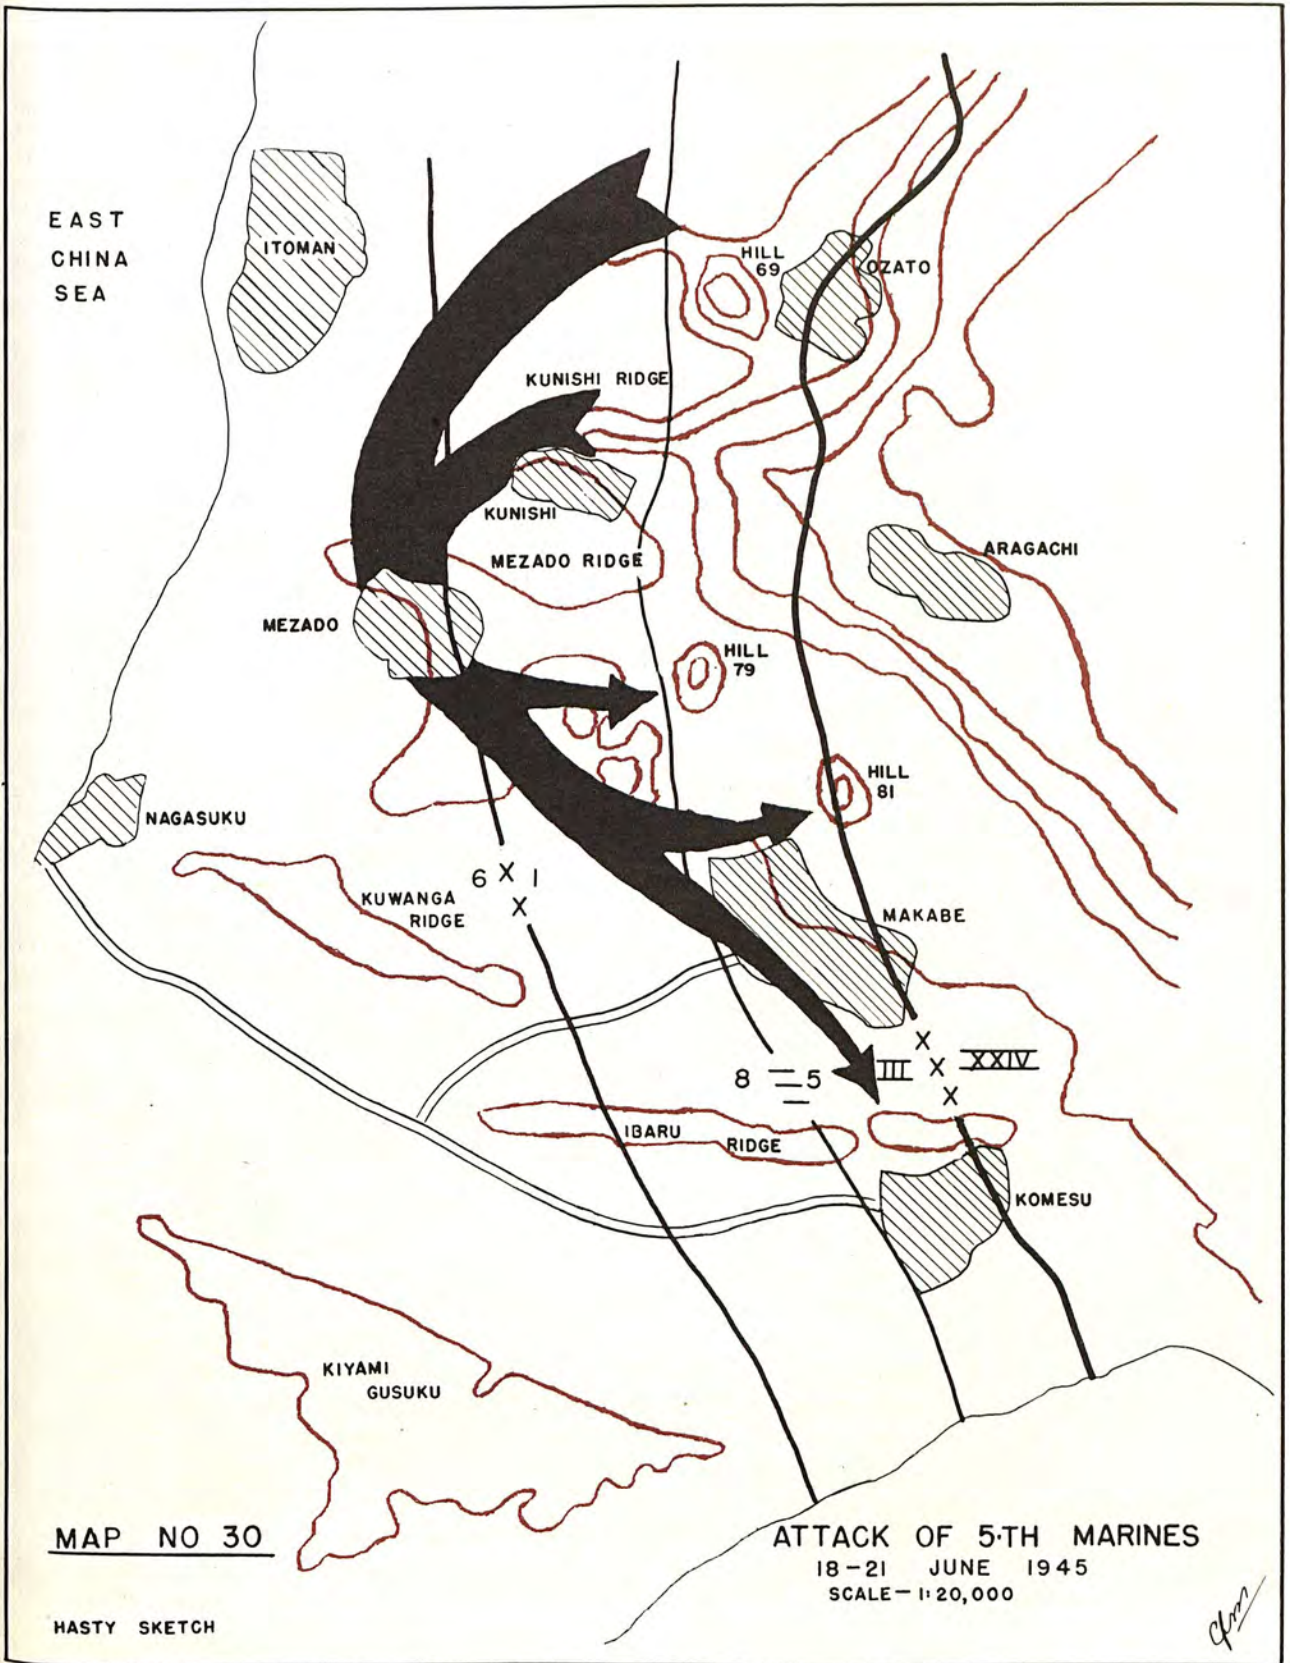 EAST
CHINA
SEA
ITOMAN
HILL
69
OZATO
KUNISHI RIDGE
KUNISHI
MEZADO RIDGE
ARAGACHI
MEZADO
HILL
79
HILL
81
NAGASUKU
6 X 1
X
KUWANGA
RIDGE
MAKABE
X
III X XXIV
X
8 5
IBARU
RIDGE
KOMESU
KIYAMI
GUSUKU
MAP NO 30
ATTACK OF 5·TH MARINES
18-21 JUNE 1945
SCALE-1:20,000
HASTY SKETCH